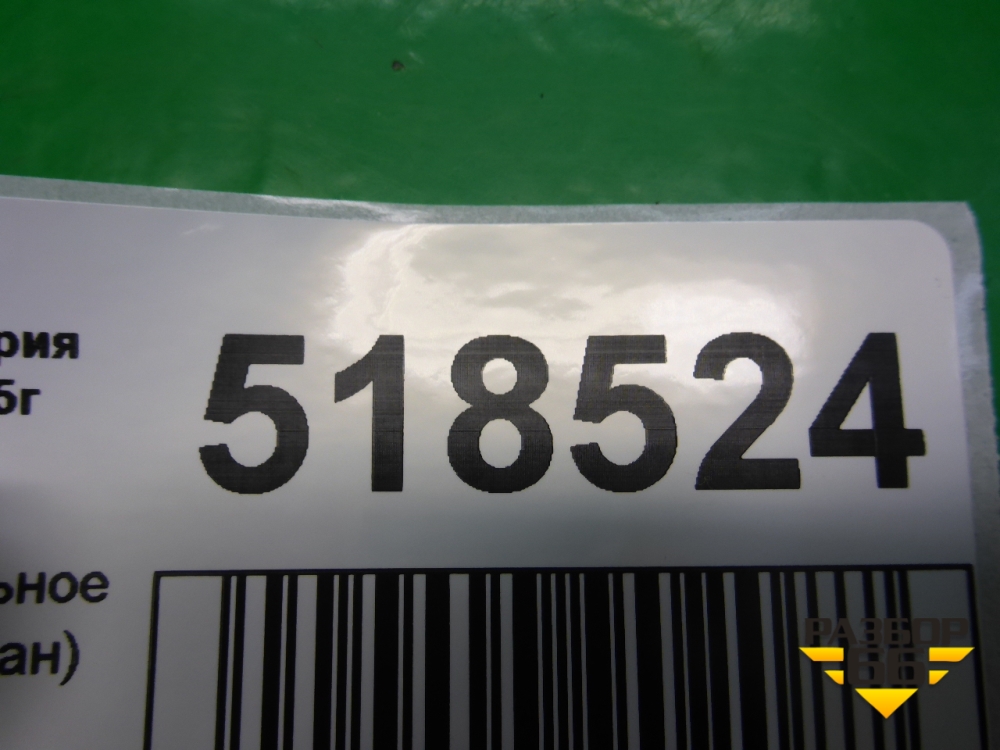 рия
5г
518524
ьное
ан)
РАЗБОР
66